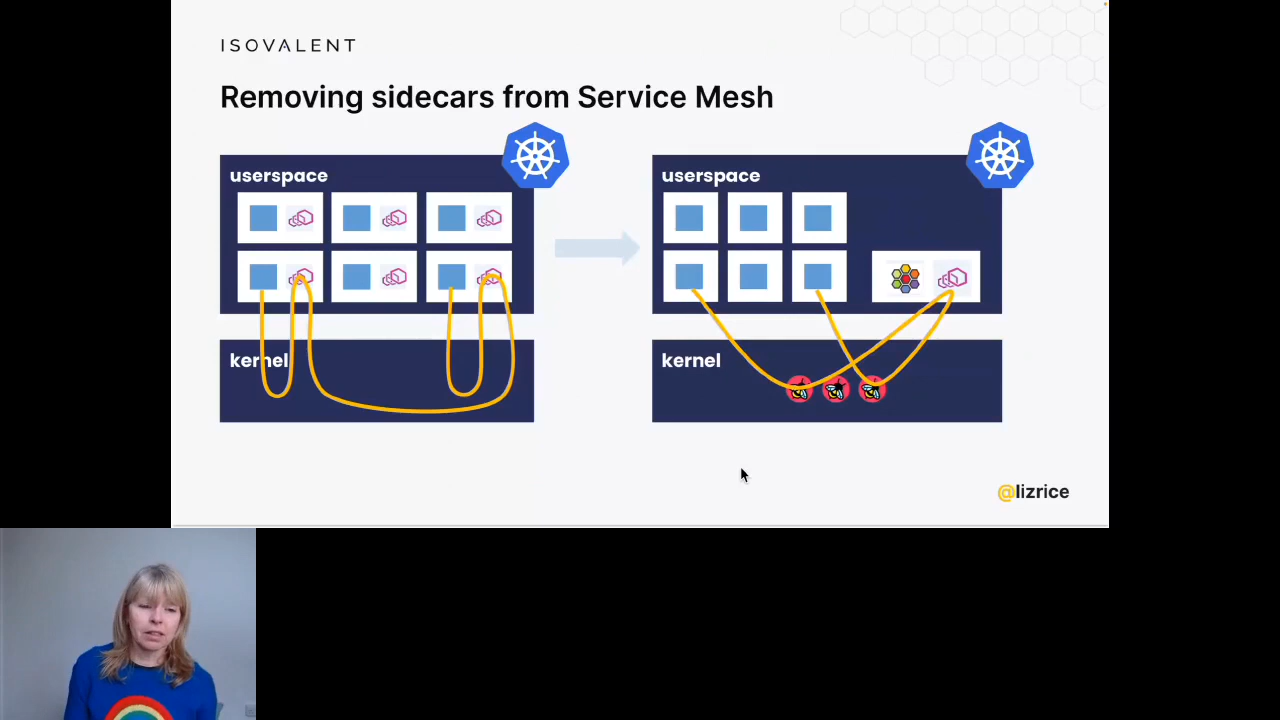 ISOVALENT
Removing sidecars from Service Mesh
userspace
kernel
userspace
kernel
@lizrice